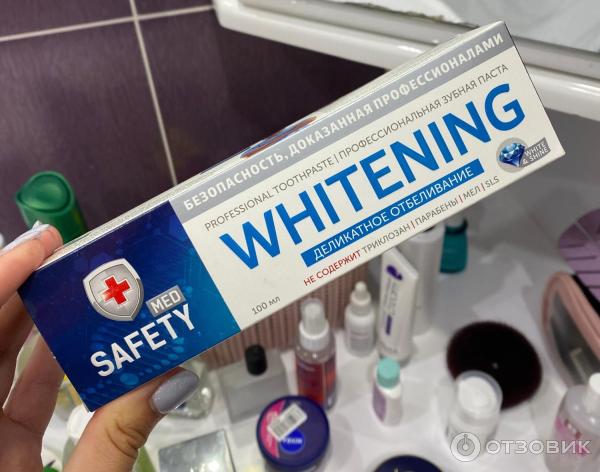 БЕЗОПАСНОСТЬ, ДОКАЗАННАЯ ПРОФЕССИОНАЛАМИ
PROFESSIONAL TOOTHPASTE | ПРОФЕССИОНАЛЬНАЯ ЗУБНАЯ ПАСТА
WHITENING
WHITE
& SHINE
ДЕЛИКАТНОЕ ОТБЕЛИВАНИЕ
НЕ СОДЕРЖИТ ТРИКЛОЗАН | ПАРАБЕНЫ | МЕЛ | SLS
100 мл
MED
SAFETY
NIVEA
ОТЗОВИК